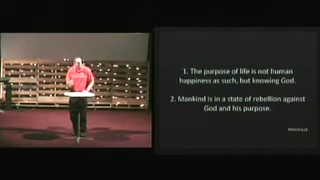 1. The purpose of life is not human
happiness as such, but knowing God.
2. Mankind is in a state of rebellion against
God and his purpose.